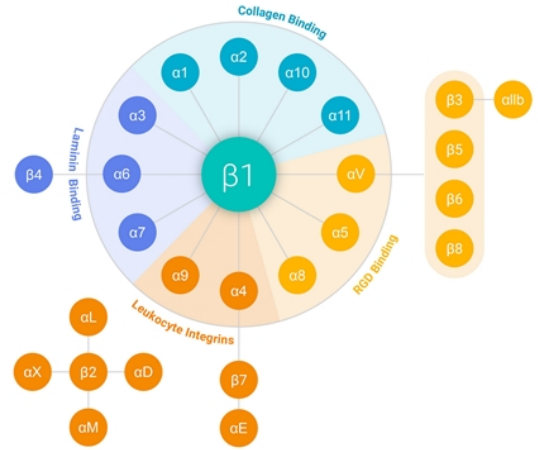 Collagen Binding
α2
α1
α10
α3
α11
β3
αIIb
β5
β1
Laminin Binding
β4
α6
αV
β6
α7
α5
β8
α9
α4
α8
RGD Binding
Leukocyte Integrins
αL
αX
β2
αD
β7
αM
αE